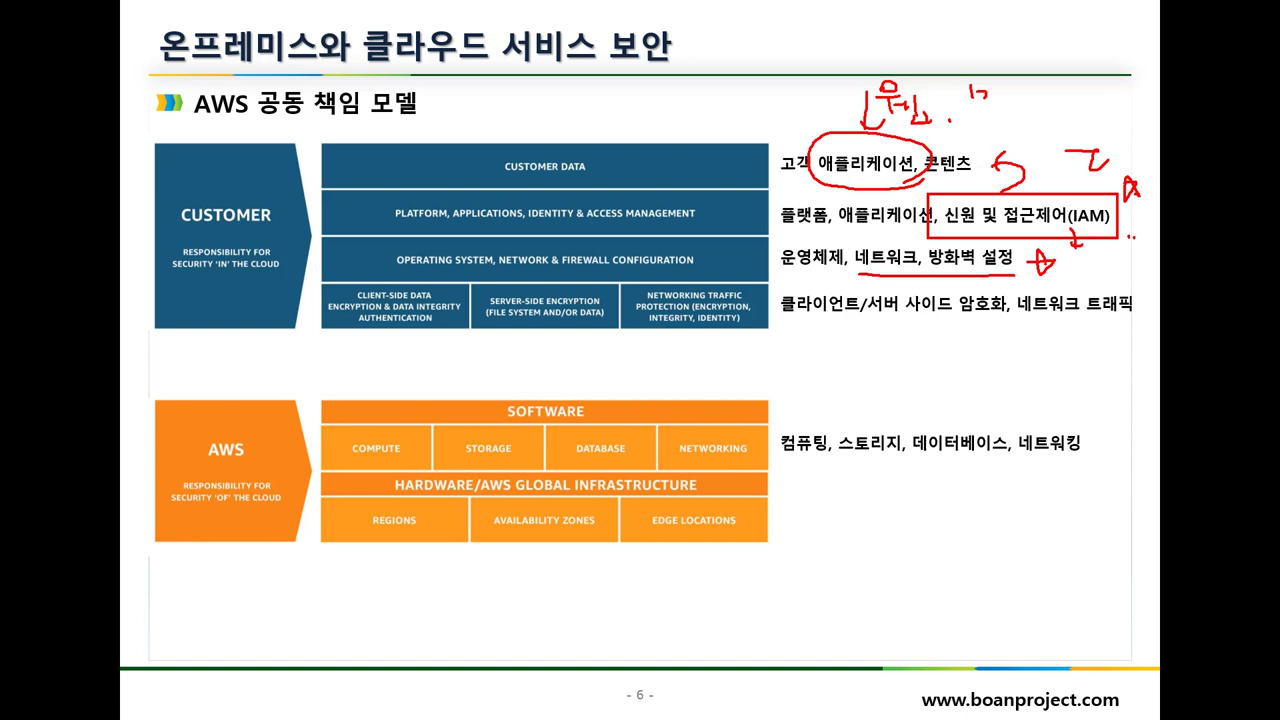 온프레미스와 클라우드 서비스 보안
AWS 공동 책임 모델
CUSTOMER
RESPONSIBILITY FOR
SECURITY 'IN' THE CLOUD
CUSTOMER DATA
고객 애플리케이션, 콘텐츠
PLATFORM, APPLICATIONS, IDENTITY & ACCESS MANAGEMENT
플랫폼, 애플리케이션, 신원 및 접근제어(IAM)
OPERATING SYSTEM, NETWORK & FIREWALL CONFIGURATION
운영체제, 네트워크, 방화벽 설정
CLIENT-SIDE DATA
ENCRYPTION & DATA INTEGRITY
AUTHENTICATION
SERVER-SIDE ENCRYPTION
(FILE SYSTEM AND/OR DATA)
NETWORKING TRAFFIC
PROTECTION (ENCRYPTION,
INTEGRITY, IDENTITY)
클라이언트/서버 사이드 암호화, 네트워크 트래픽
AWS
RESPONSIBILITY FOR
SECURITY 'OF' THE CLOUD
SOFTWARE
COMPUTE
STORAGE
DATABASE
NETWORKING
컴퓨팅, 스토리지, 데이터베이스, 네트워킹
HARDWARE/AWS GLOBAL INFRASTRUCTURE
REGIONS
AVAILABILITY ZONES
EDGE LOCATIONS
- 6 -
www.boanproject.com